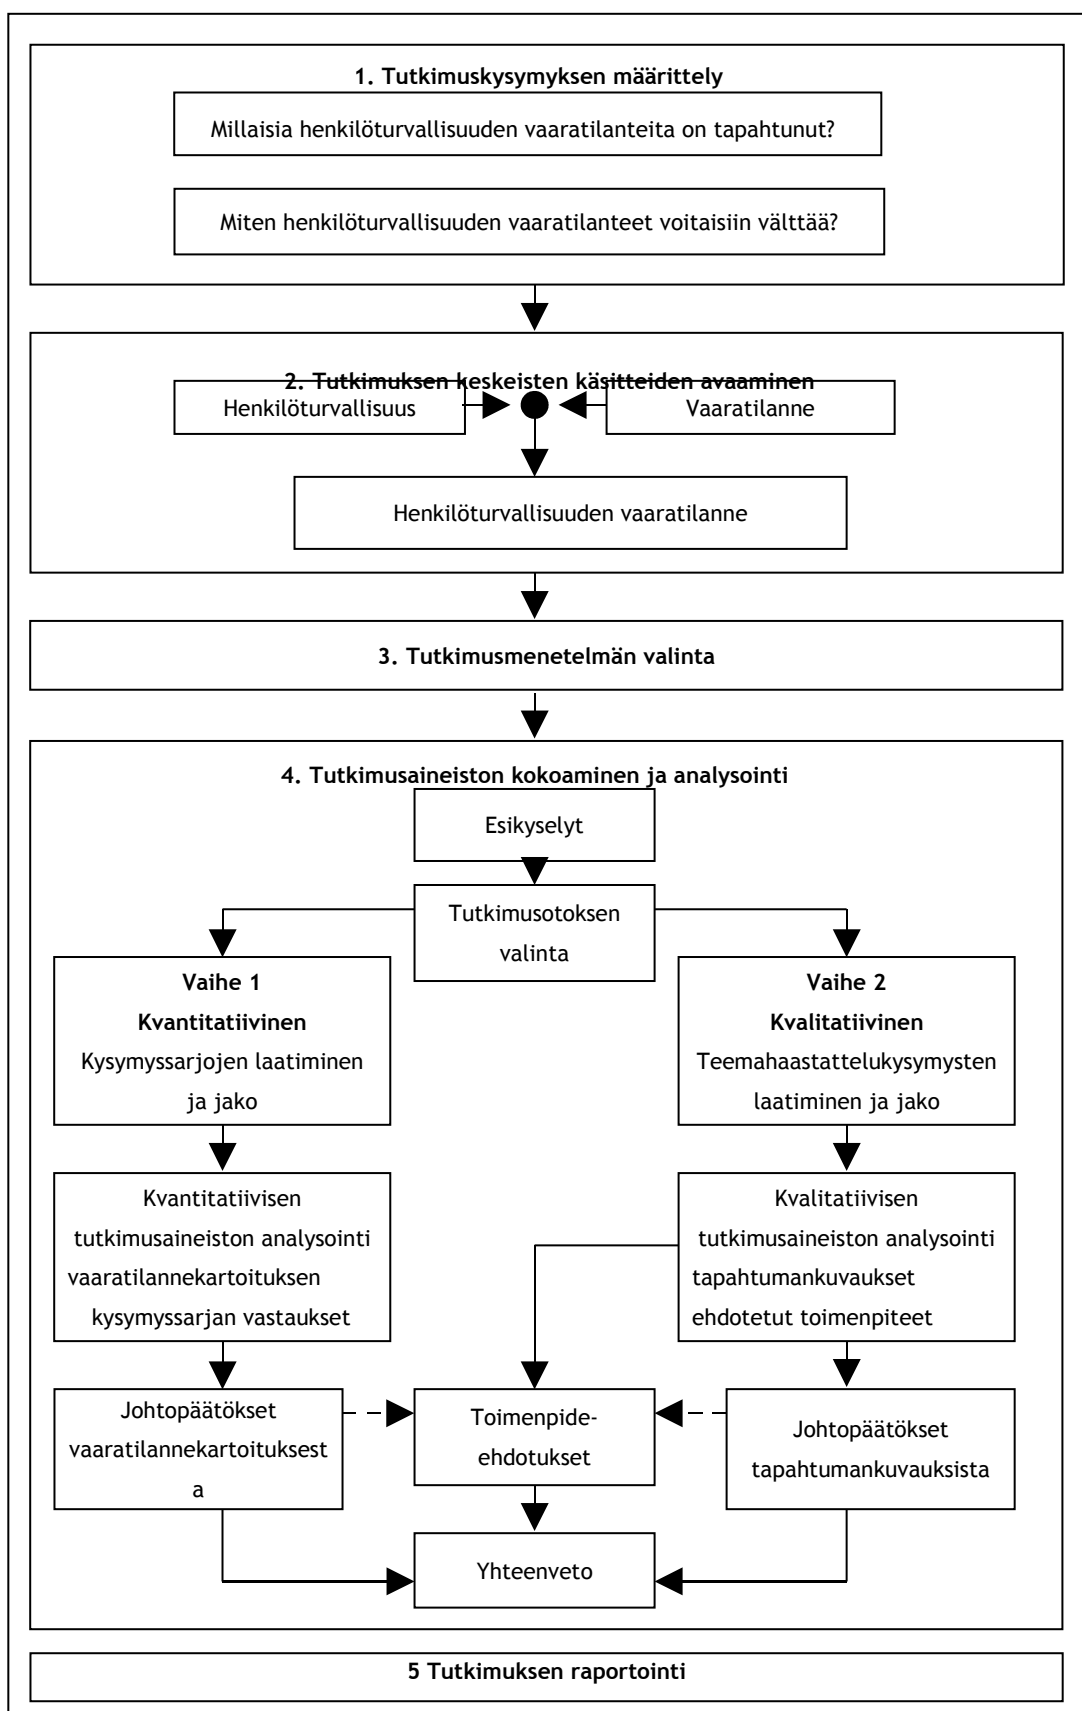 1. Tutkimuskysymyksen määrittely
Millaisia henkilöturvallisuuden vaaratilanteita on tapahtunut?
Miten henkilöturvallisuuden vaaratilanteet voitaisiin välttää?
2. Tutkimuksen keskeisten käsitteiden avaaminen
Henkilöturvallisuus
Vaaratilanne
Henkilöturvallisuuden vaaratilanne
3. Tutkimusmenetelmän valinta
4. Tutkimusaineiston kokoaminen ja analysointi
Esikyselyt
Tutkimusotoksen
valinta
Vaihe 1
Kvantitatiivinen
Kysymyssarjojen laatiminen
ja jako
Vaihe 2
Kvalitatiivinen
Teemahaastattelukysymysten
laatiminen ja jako
Kvantitatiivisen
tutkimusaineiston analysointi
vaaratilannekartoituksen
kysymyssarjan vastaukset
Kvalitatiivisen
tutkimusaineiston analysointi
tapahtumankuvaukset
ehdotetut toimenpiteet
Johtopäätökset
vaaratilannekartoituksest
a
Toimenpide-
ehdotukset
Johtopäätökset
tapahtumankuvauksista
Yhteenveto
5 Tutkimuksen raportointi